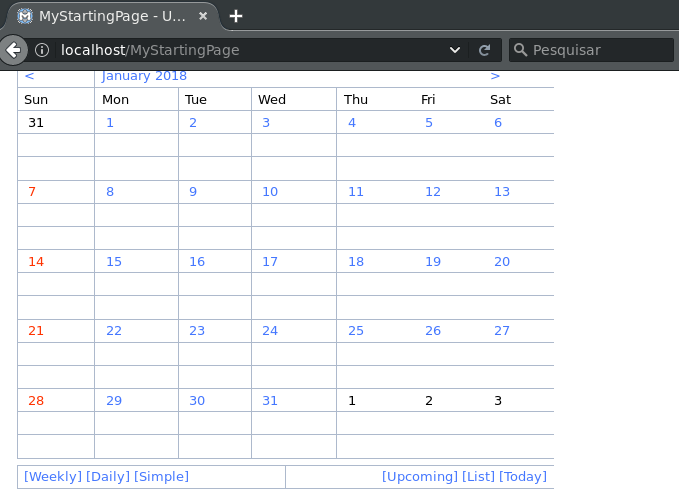 MyStartingPage - U...
localhost/MyStartingPage Pesquisar
< January 2018 >
Sun Mon Tue Wed Thu Fri Sat
31 1 2 3 4 5 6
7 8 9 10 11 12 13
14 15 16 17 18 19 20
21 22 23 24 25 26 27
28 29 30 31 1 2 3
[Weekly] [Daily] [Simple] [Upcoming] [List] [Today]